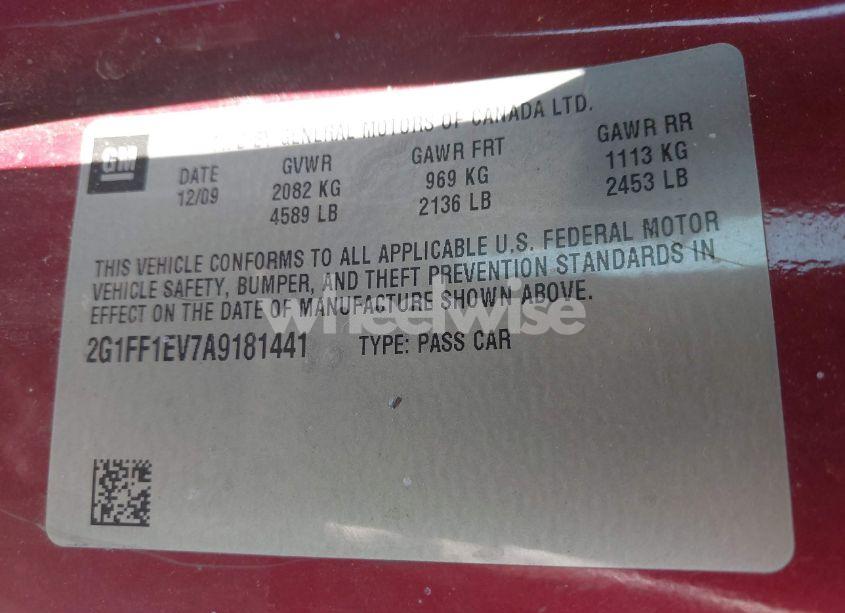 GM
BY GENERAL MOTORS OF CANADA LTD.
DATE GVWR GAWR FRT GAWR RR
12/09 2082 KG 969 KG 1113 KG
4589 LB 2136 LB 2453 LB
THIS VEHICLE CONFORMS TO ALL APPLICABLE U.S. FEDERAL MOTOR
VEHICLE SAFETY, BUMPER, AND THEFT PREVENTION STANDARDS IN
EFFECT ON THE DATE OF MANUFACTURE SHOWN ABOVE.
wheelwise
2G1FF1EV7A9181441 TYPE: PASS CAR